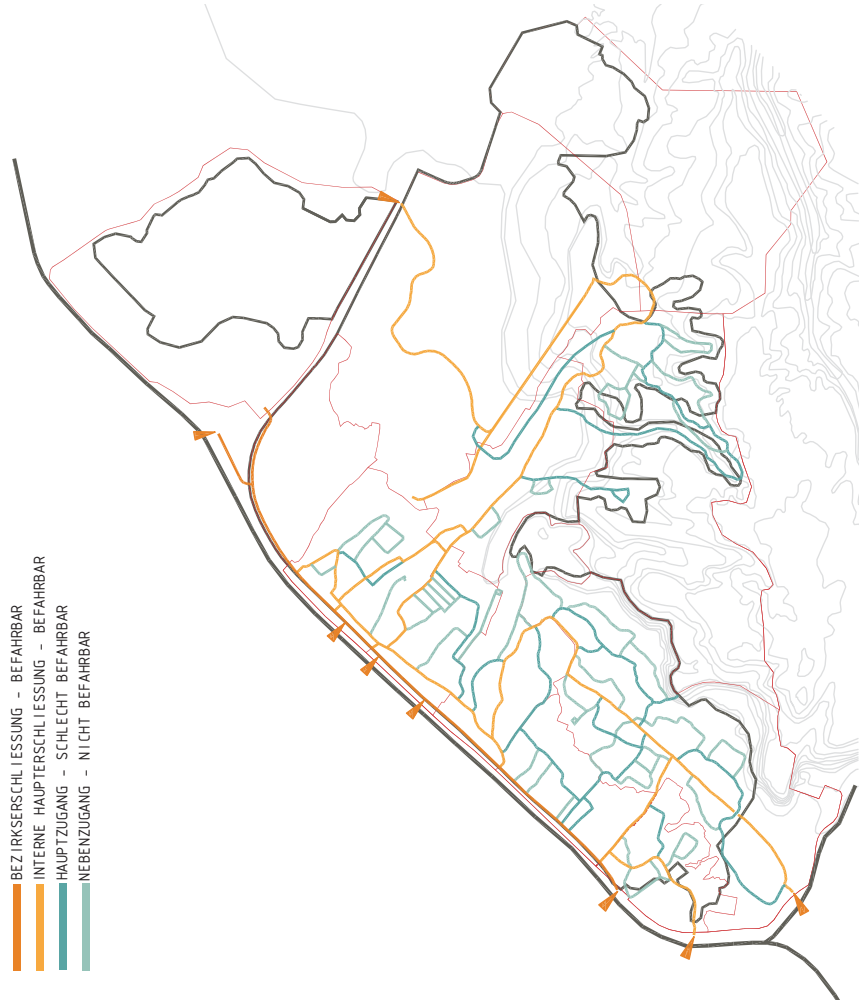 BEZIRKSERSCHLIESSUNG - BEFAHRBAR
INTERNE HAUPTERSCHLIESSUNG - BEFAHRBAR
HAUPTZUGANG - SCHLECHT BEFAHRBAR
NEBENZUGANG - NICHT BEFAHRBAR